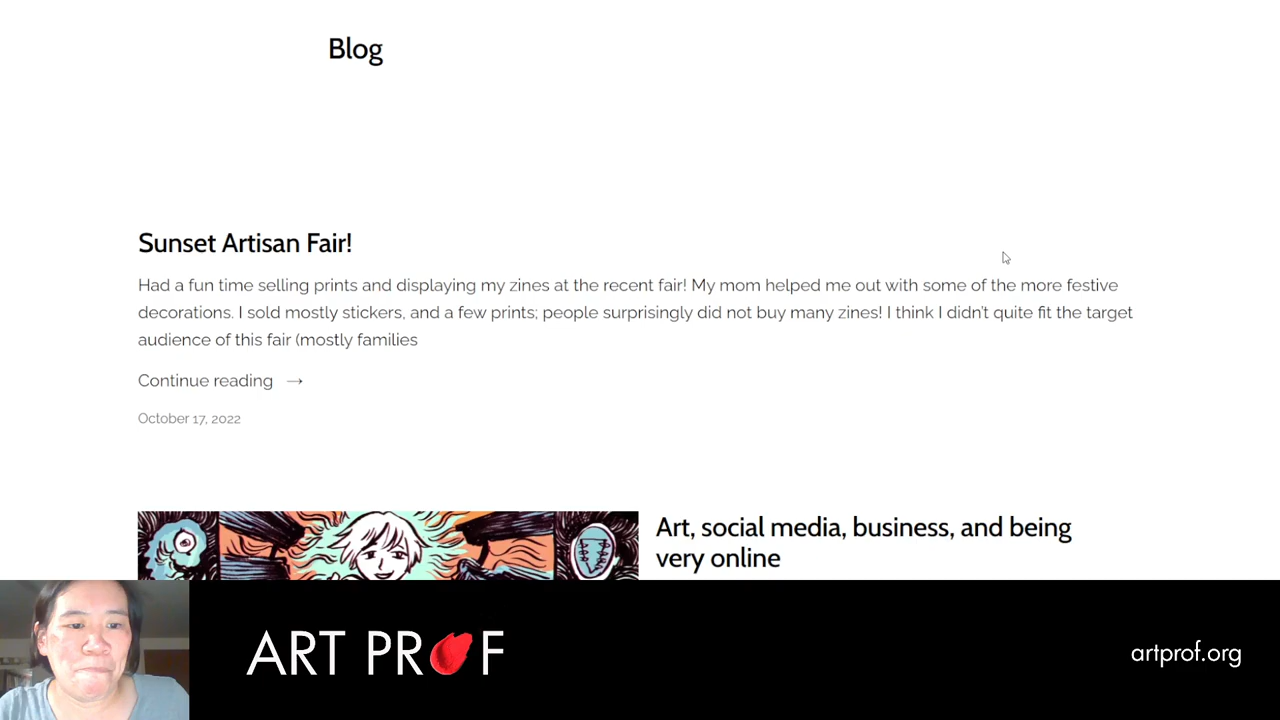 Blog
Sunset Artisan Fair!
Had a fun time selling prints and displaying my zines at the recent fair! My mom helped me out with some of the more festive
decorations. I sold mostly stickers, and a few prints; people surprisingly did not buy many zines! I think I didn't quite fit the target
audience of this fair (mostly families
Continue reading →
October 17, 2022
Art, social media, business, and being
very online
ART PROF
artprof.org